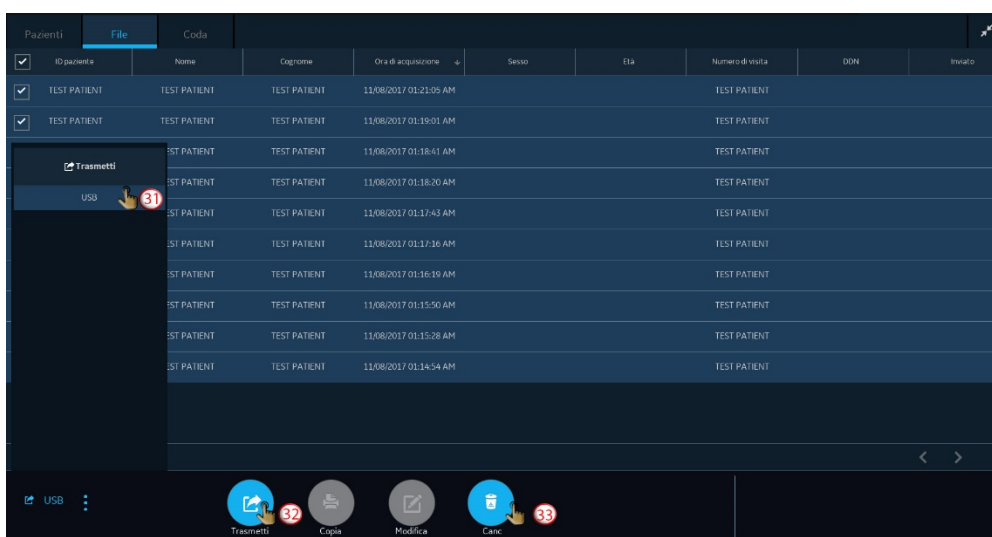 Pazienti File Coda
ID paziente Nome Cognome Ora di acquisizione Sesso Età Numero di visita DDN Inviato
TEST PATIENT TEST PATIENT TEST PATIENT 11/08/2017 01:21:05 AM TEST PATIENT
TEST PATIENT TEST PATIENT TEST PATIENT 11/08/2017 01:19:01 AM TEST PATIENT
EST PATIENT TEST PATIENT 11/08/2017 01:18:41 AM TEST PATIENT
Trasmetti
EST PATIENT TEST PATIENT 11/08/2017 01:18:20 AM TEST PATIENT
USB 31
EST PATIENT TEST PATIENT 11/08/2017 01:17:43 AM TEST PATIENT
EST PATIENT TEST PATIENT 11/08/2017 01:17:16 AM TEST PATIENT
EST PATIENT TEST PATIENT 11/08/2017 01:16:19 AM TEST PATIENT
EST PATIENT TEST PATIENT 11/08/2017 01:15:50 AM TEST PATIENT
EST PATIENT TEST PATIENT 11/08/2017 01:15:28 AM TEST PATIENT
EST PATIENT TEST PATIENT 11/08/2017 01:14:54 AM TEST PATIENT
USB
32 33
Trasmetti Copia Modifica Canc